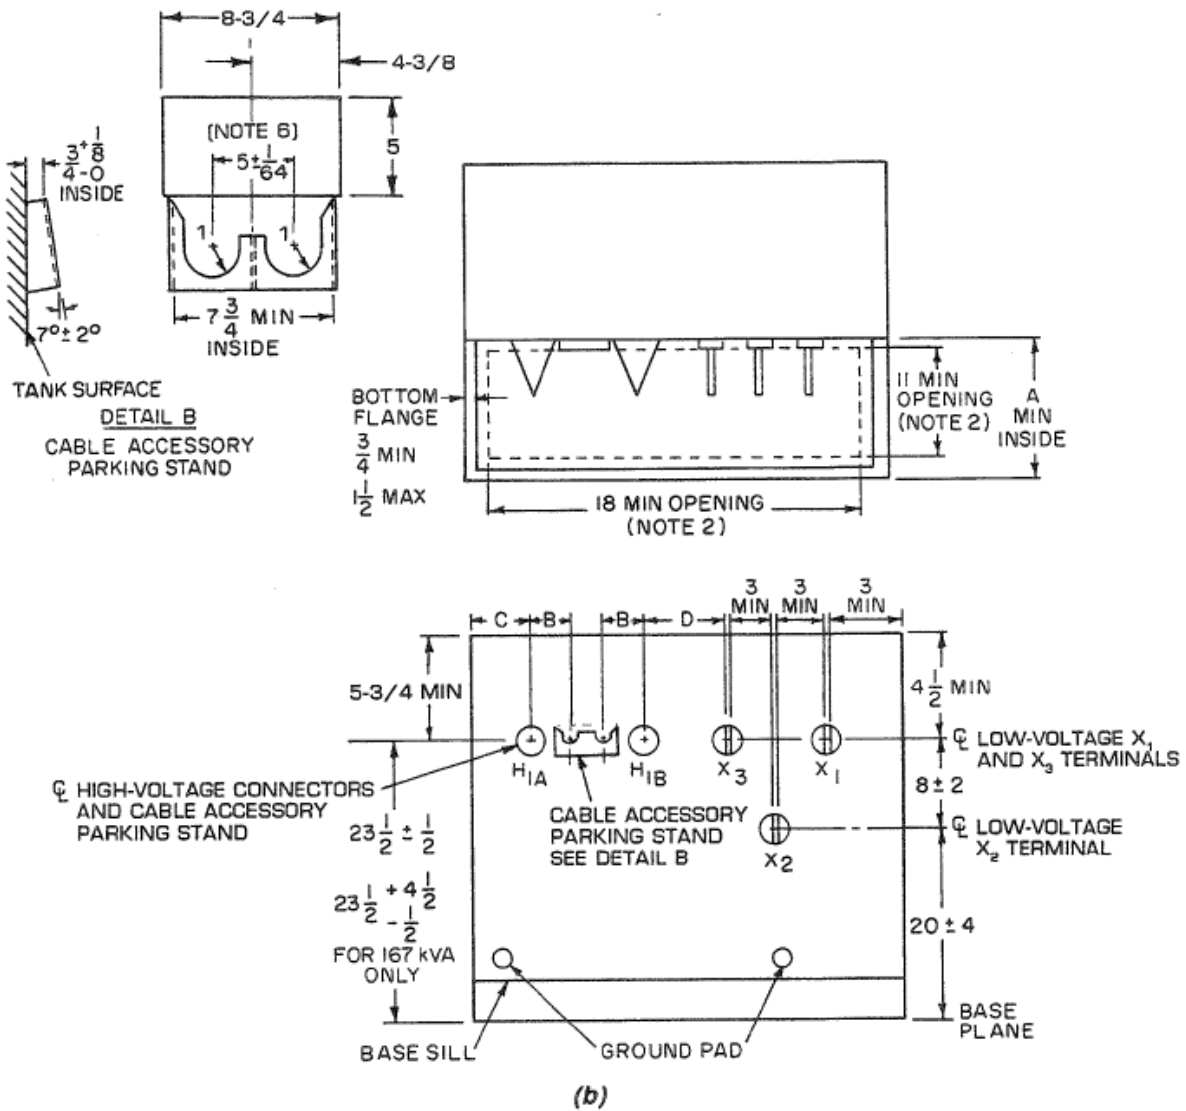 8-3/4
4-3/8
[NOTE 6]
5 ± 1/64
5
3/4 + 1/8 - 0
INSIDE
1
1
7° ± 2°
7 3/4 MIN
INSIDE
TANK SURFACE
DETAIL B
CABLE ACCESSORY
PARKING STAND
BOTTOM
FLANGE
3/4 MIN
1 1/2 MAX
11 MIN
OPENING
(NOTE 2)
A
MIN
INSIDE
18 MIN OPENING
(NOTE 2)
C
B
B
D
3
MIN
3
MIN
3
MIN
5-3/4 MIN
4 1/2 MIN
H1A
H1B
X3
X1
℄ LOW-VOLTAGE X1
AND X3 TERMINALS
8 ± 2
℄ HIGH-VOLTAGE CONNECTORS
AND CABLE ACCESSORY
PARKING STAND
CABLE ACCESSORY
PARKING STAND
SEE DETAIL B
X2
℄ LOW-VOLTAGE
X2 TERMINAL
23 1/2 ± 1/2
23 1/2 + 4 1/2 - 1/2
FOR 167 kVA
ONLY
20 ± 4
BASE
PLANE
BASE SILL
GROUND PAD
(b)